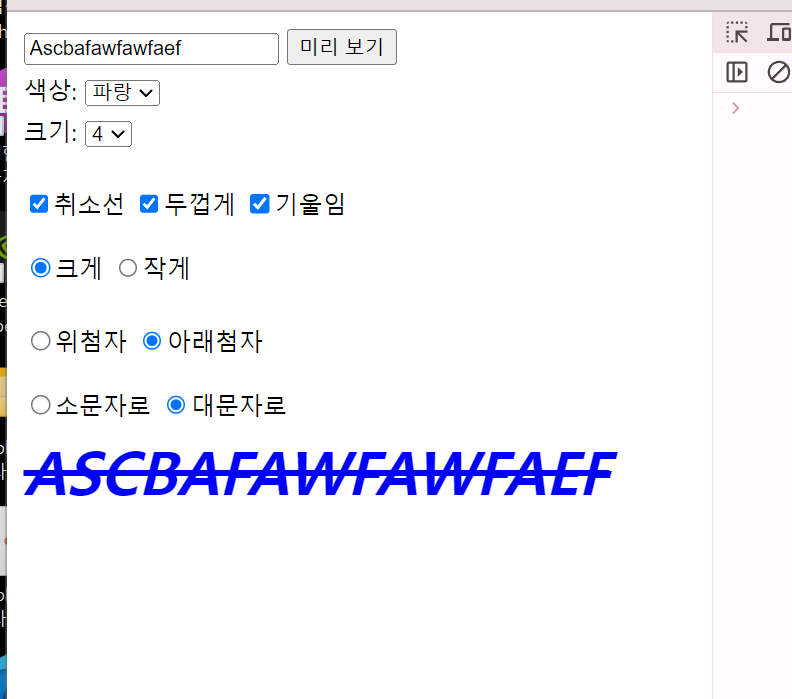 Ascbafawfawfaef 미리 보기
색상: 파랑
크기: 4
취소선 두껍게 기울임
크게 작게
위첨자 아래첨자
소문자로 대문자로
ASCBAFAWFAWFAEF